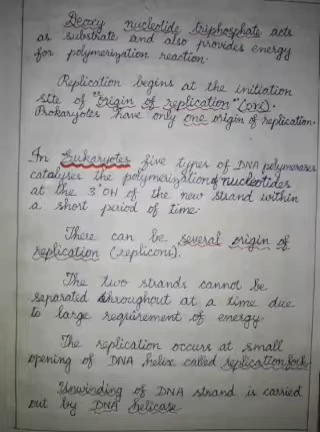 Deoxy nucleotide triphosphate acts
as substrate and also provides energy
for polymerization reaction.
Replication begins at the initiation
site of "Origin of replication" (ori).
Prokaryotes have only one origin of replication.
In Eukaryotes five types of DNA polymerases
catalyses the polymerization of nucleotides
at the 3' OH of the new strand within
a short period of time.
There can be several origin of
replication (replicons).
The two strands cannot be
separated throughout at a time due
to large requirement of energy.
The replication occurs at small
opening of DNA helix called replication fork.
Unwinding of DNA strand is carried
out by DNA helicase